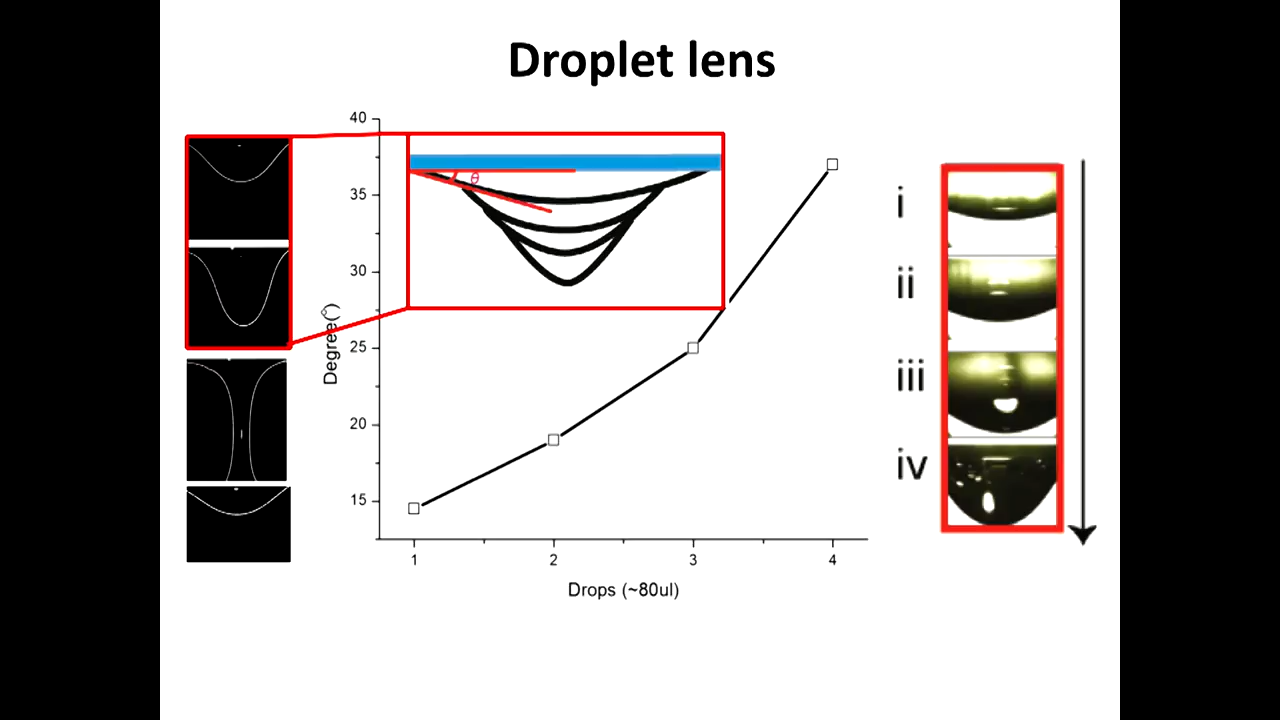 Droplet lens
40
35
30
25
20
15
Degree(°)
θ
1 2 3 4
Drops (~80ul)
i
ii
iii
iv